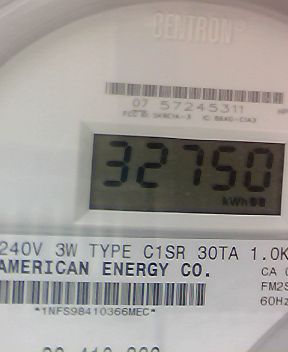 CENTRON®
07 57245311
32750
kWh
240V 3W TYPE C1SR 30TA 1.0K
AMERICAN ENERGY CO.
CA
FM2S
60Hz
*1NFS98410366MEC*